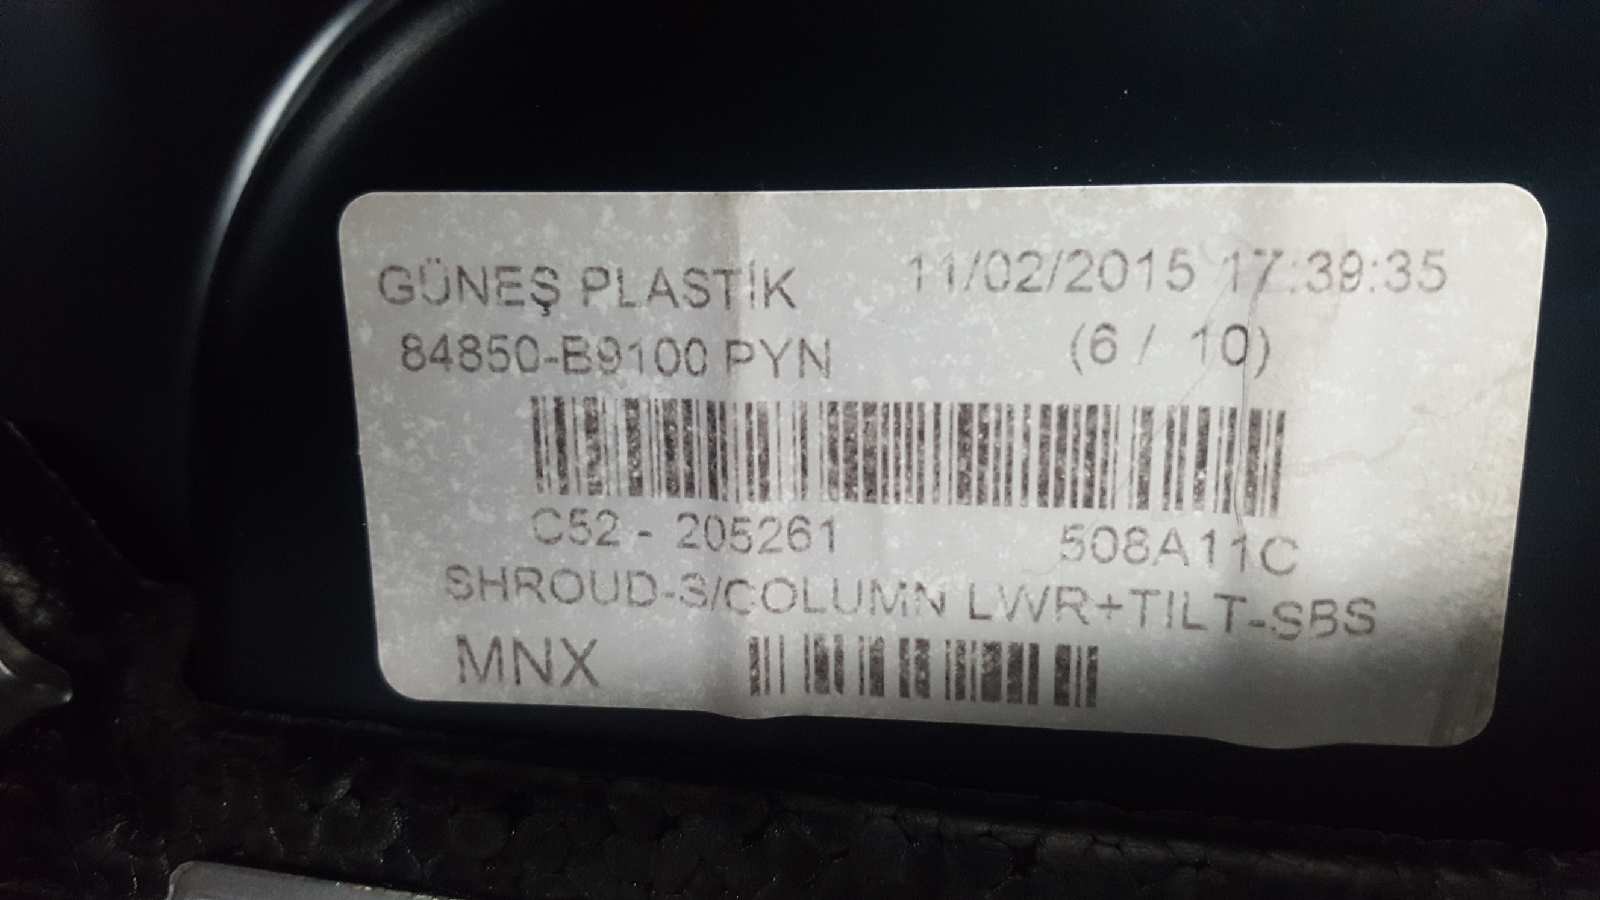 GÜNEŞ PLASTİK 11/02/2015 17:39:35
84850-B9100 PYN (6 / 10)
C52 - 205261 508A11C
SHROUD-S/COLUMN LWR+TILT-SBS
MNX